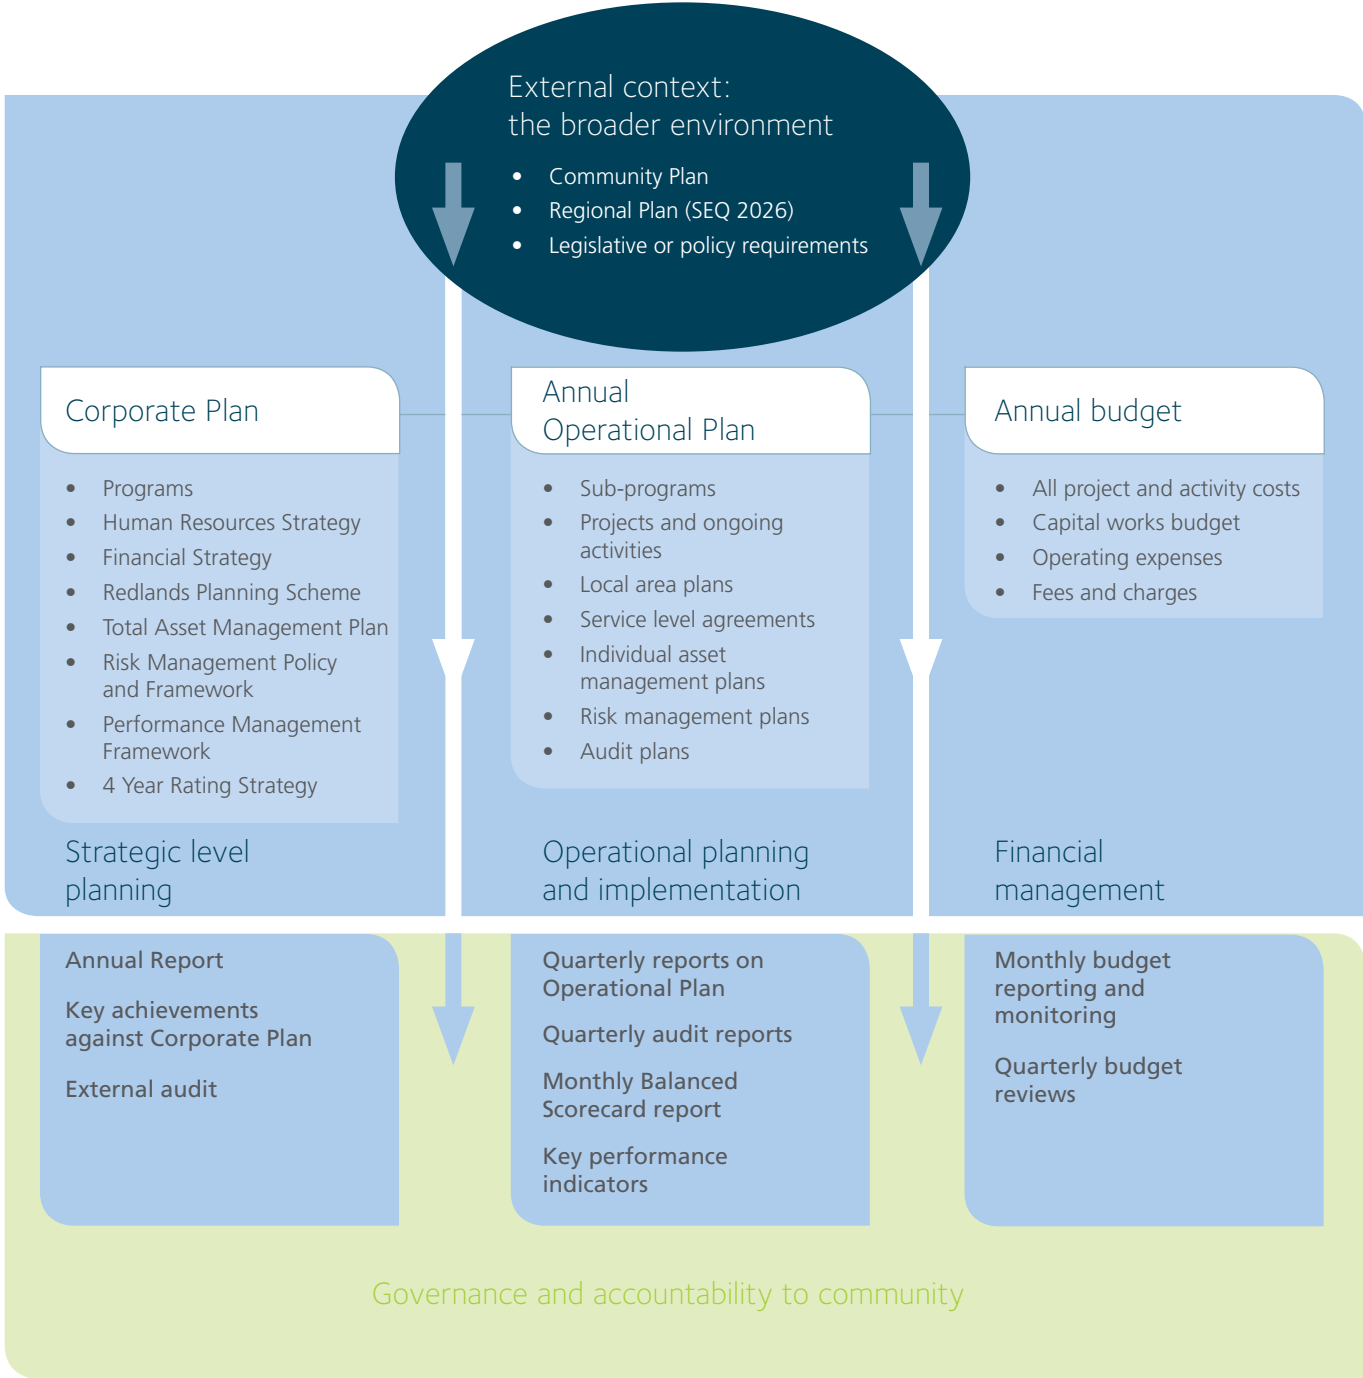 External context:
the broader environment
• Community Plan
• Regional Plan (SEQ 2026)
• Legislative or policy requirements
Corporate Plan
• Programs
• Human Resources Strategy
• Financial Strategy
• Redlands Planning Scheme
• Total Asset Management Plan
• Risk Management Policy
and Framework
• Performance Management
Framework
• 4 Year Rating Strategy
Strategic level
planning
Annual
Operational Plan
• Sub-programs
• Projects and ongoing
activities
• Local area plans
• Service level agreements
• Individual asset
management plans
• Risk management plans
• Audit plans
Operational planning
and implementation
Annual budget
• All project and activity costs
• Capital works budget
• Operating expenses
• Fees and charges
Financial
management
Annual Report
Key achievements
against Corporate Plan
External audit
Quarterly reports on
Operational Plan
Quarterly audit reports
Monthly Balanced
Scorecard report
Key performance
indicators
Monthly budget
reporting and
monitoring
Quarterly budget
reviews
Governance and accountability to community